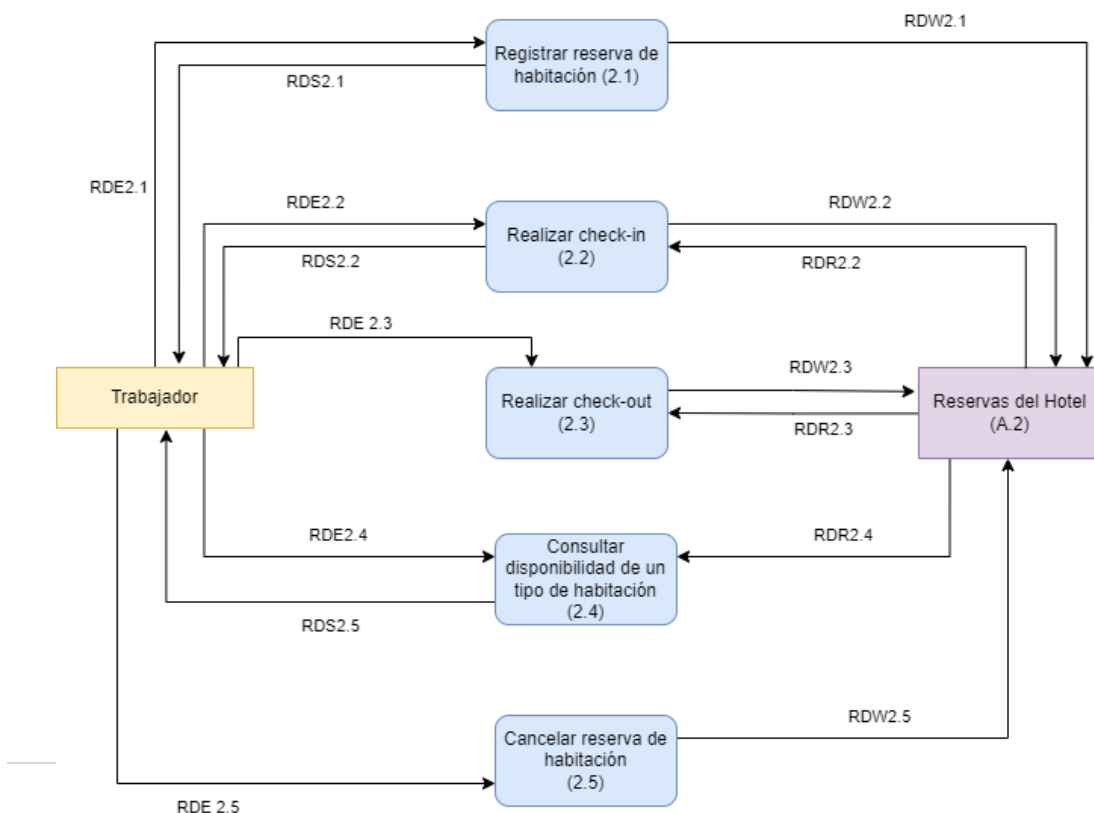 RDW2.1
Registrar reserva de
habitación (2.1)
RDS2.1
RDE2.1
RDE2.2
RDW2.2
Realizar check-in
(2.2)
RDS2.2
RDR2.2
RDE 2.3
RDW2.3
Trabajador
Realizar check-out
(2.3)
Reservas del Hotel
(A.2)
RDR2.3
RDE2.4
RDR2.4
Consultar
disponibilidad de un
tipo de habitación
(2.4)
RDS2.5
RDW2.5
Cancelar reserva de
habitación
(2.5)
RDE 2.5